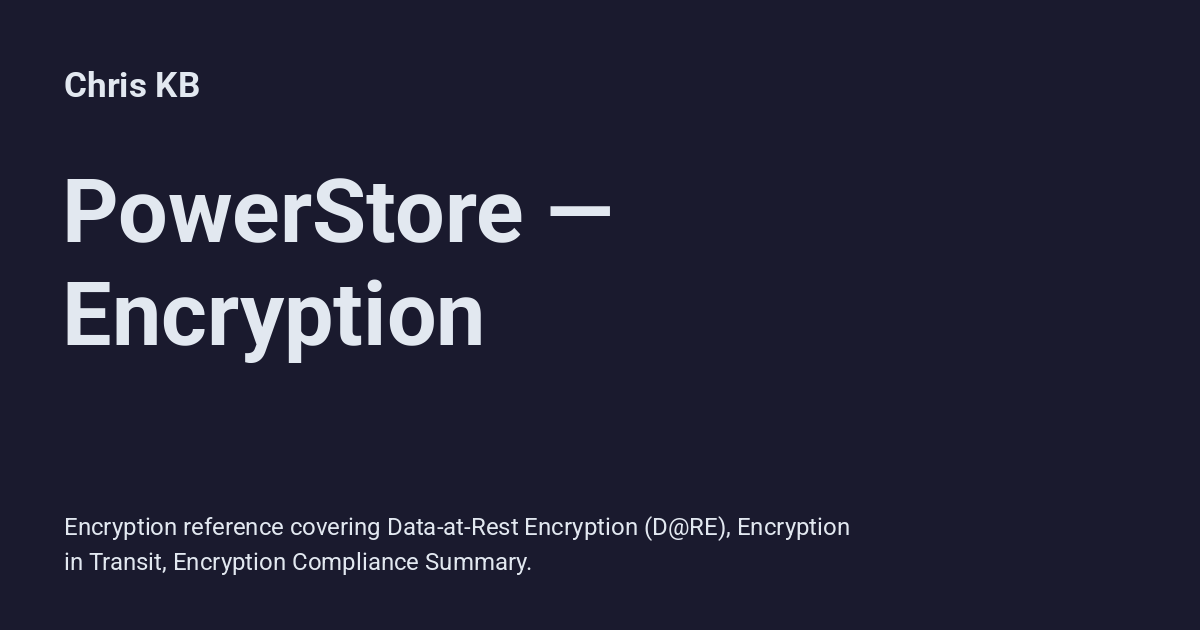 Chris KB
PowerStore —
Encryption
Encryption reference covering Data-at-Rest Encryption (D@RE), Encryption
in Transit, Encryption Compliance Summary.